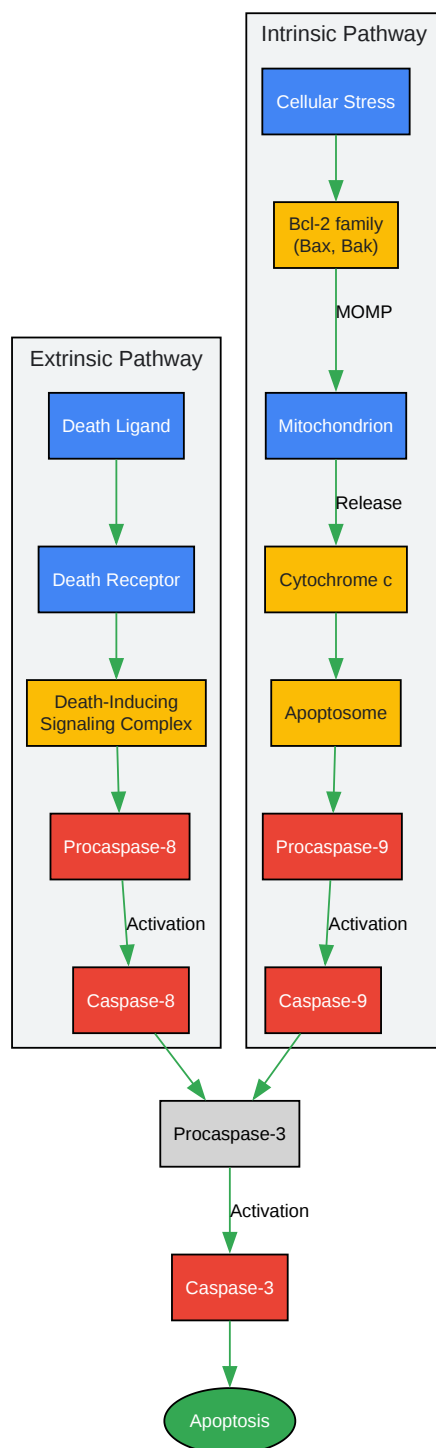 Intrinsic Pathway
Cellular Stress
Bcl-2 family
(Bax, Bak)
MOMP
Mitochondrion
Release
Cytochrome c
Apoptosome
Procaspase-9
Activation
Caspase-9
Extrinsic Pathway
Death Ligand
Death Receptor
Death-Inducing
Signaling Complex
Procaspase-8
Activation
Caspase-8
Procaspase-3
Activation
Caspase-3
Apoptosis